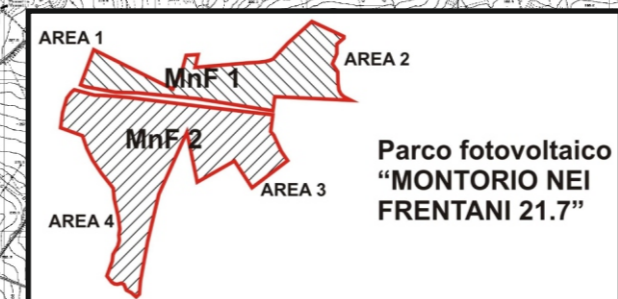 AREA 1
AREA 2
MnF 1
MnF 2
Parco fotovoltaico
“MONTORIO NEI
FRENTANI 21.7”
AREA 3
AREA 4